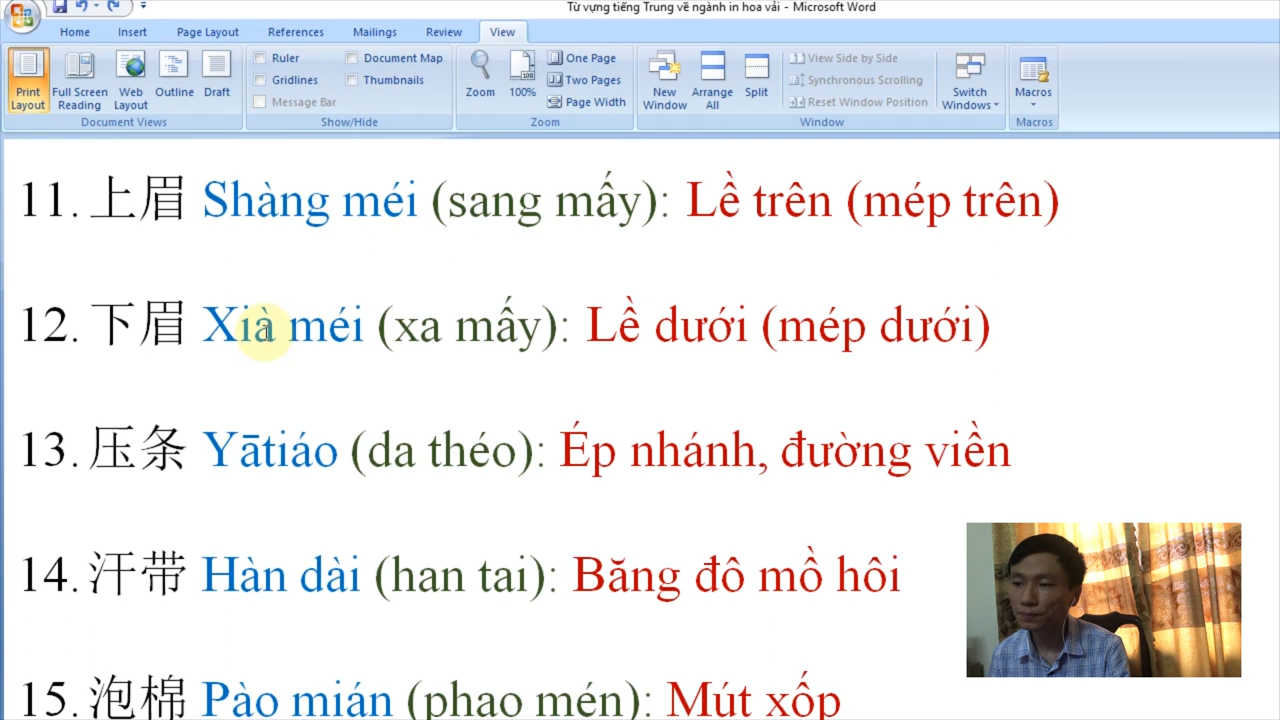 Từ vựng tiếng Trung về ngành in hoa vải - Microsoft Word
Home Insert Page Layout References Mailings Review View
Print Layout Full Screen Reading Web Layout Outline Draft
Document Views
Ruler Document Map
Gridlines Thumbnails
Message Bar
Show/Hide
Zoom 100% One Page
Two Pages
Page Width
Zoom
New Window Arrange All Split
View Side by Side
Synchronous Scrolling
Reset Window Position
Switch Windows
Window
Macros
Macros
11. 上眉 Shàng méi (sang mấy): Lề trên (mép trên)
12. 下眉 Xià méi (xa mấy): Lề dưới (mép dưới)
13. 压条 Yātiáo (da théo): Ép nhánh, đường viền
14. 汗带 Hàn dài (han tai): Băng đô mồ hôi
15. 泡棉 Pào mián (phao mén): Mút xốp